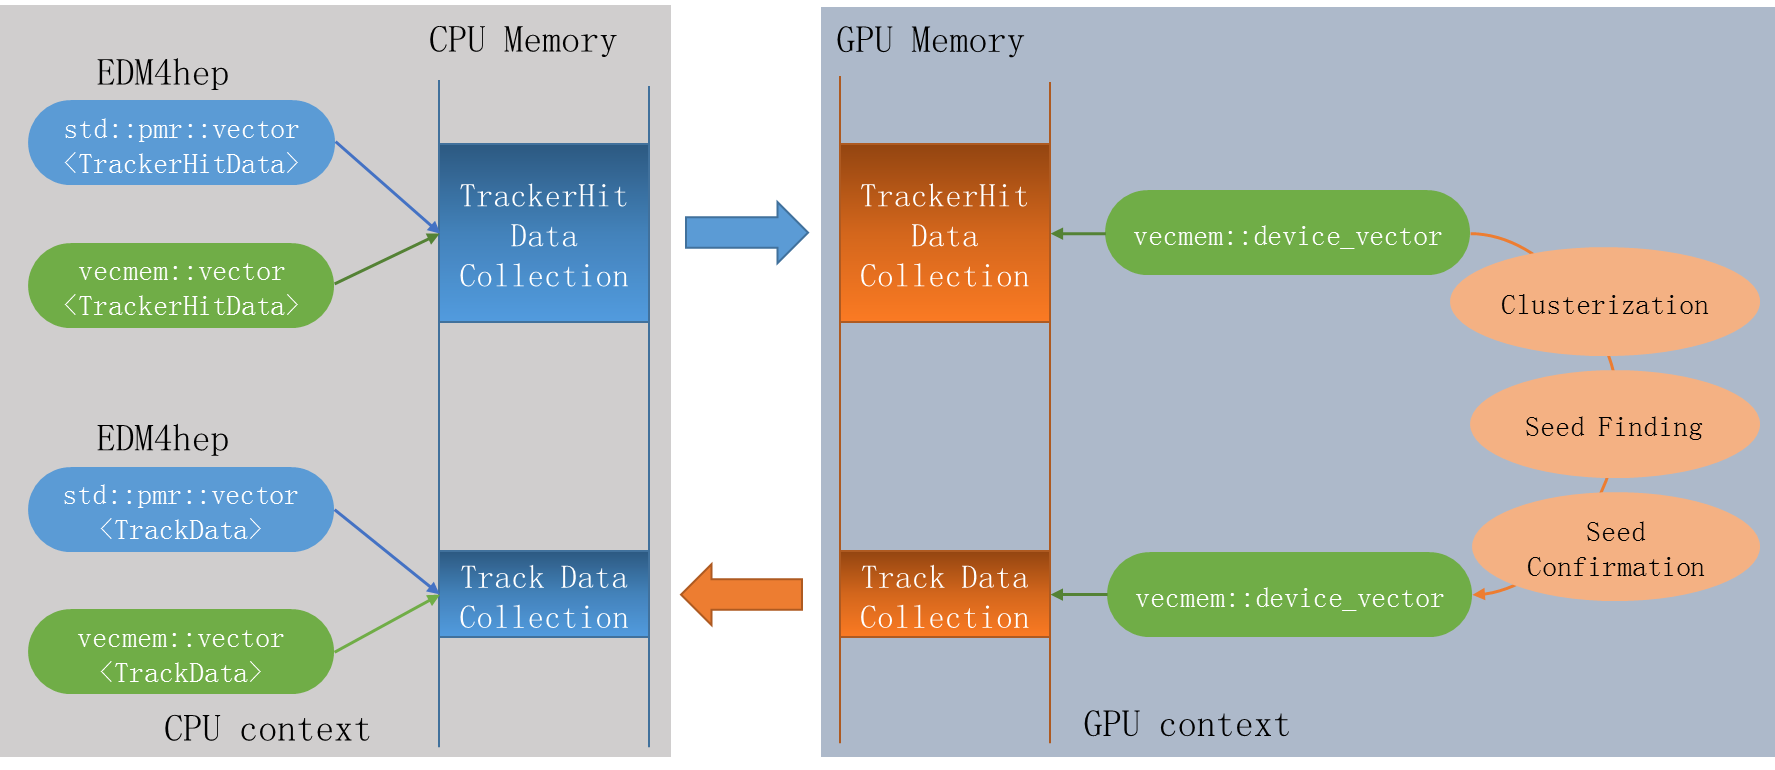 CPU Memory
EDM4hep
std::pmr::vector
<TrackerHitData>
vecmem::vector
<TrackerHitData>
TrackerHit
Data
Collection
EDM4hep
std::pmr::vector
<TrackData>
vecmem::vector
<TrackData>
Track Data
Collection
CPU context
GPU Memory
TrackerHit
Data
Collection
vecmem::device_vector
Clusterization
Seed Finding
Seed
Confirmation
vecmem::device_vector
Track Data
Collection
GPU context